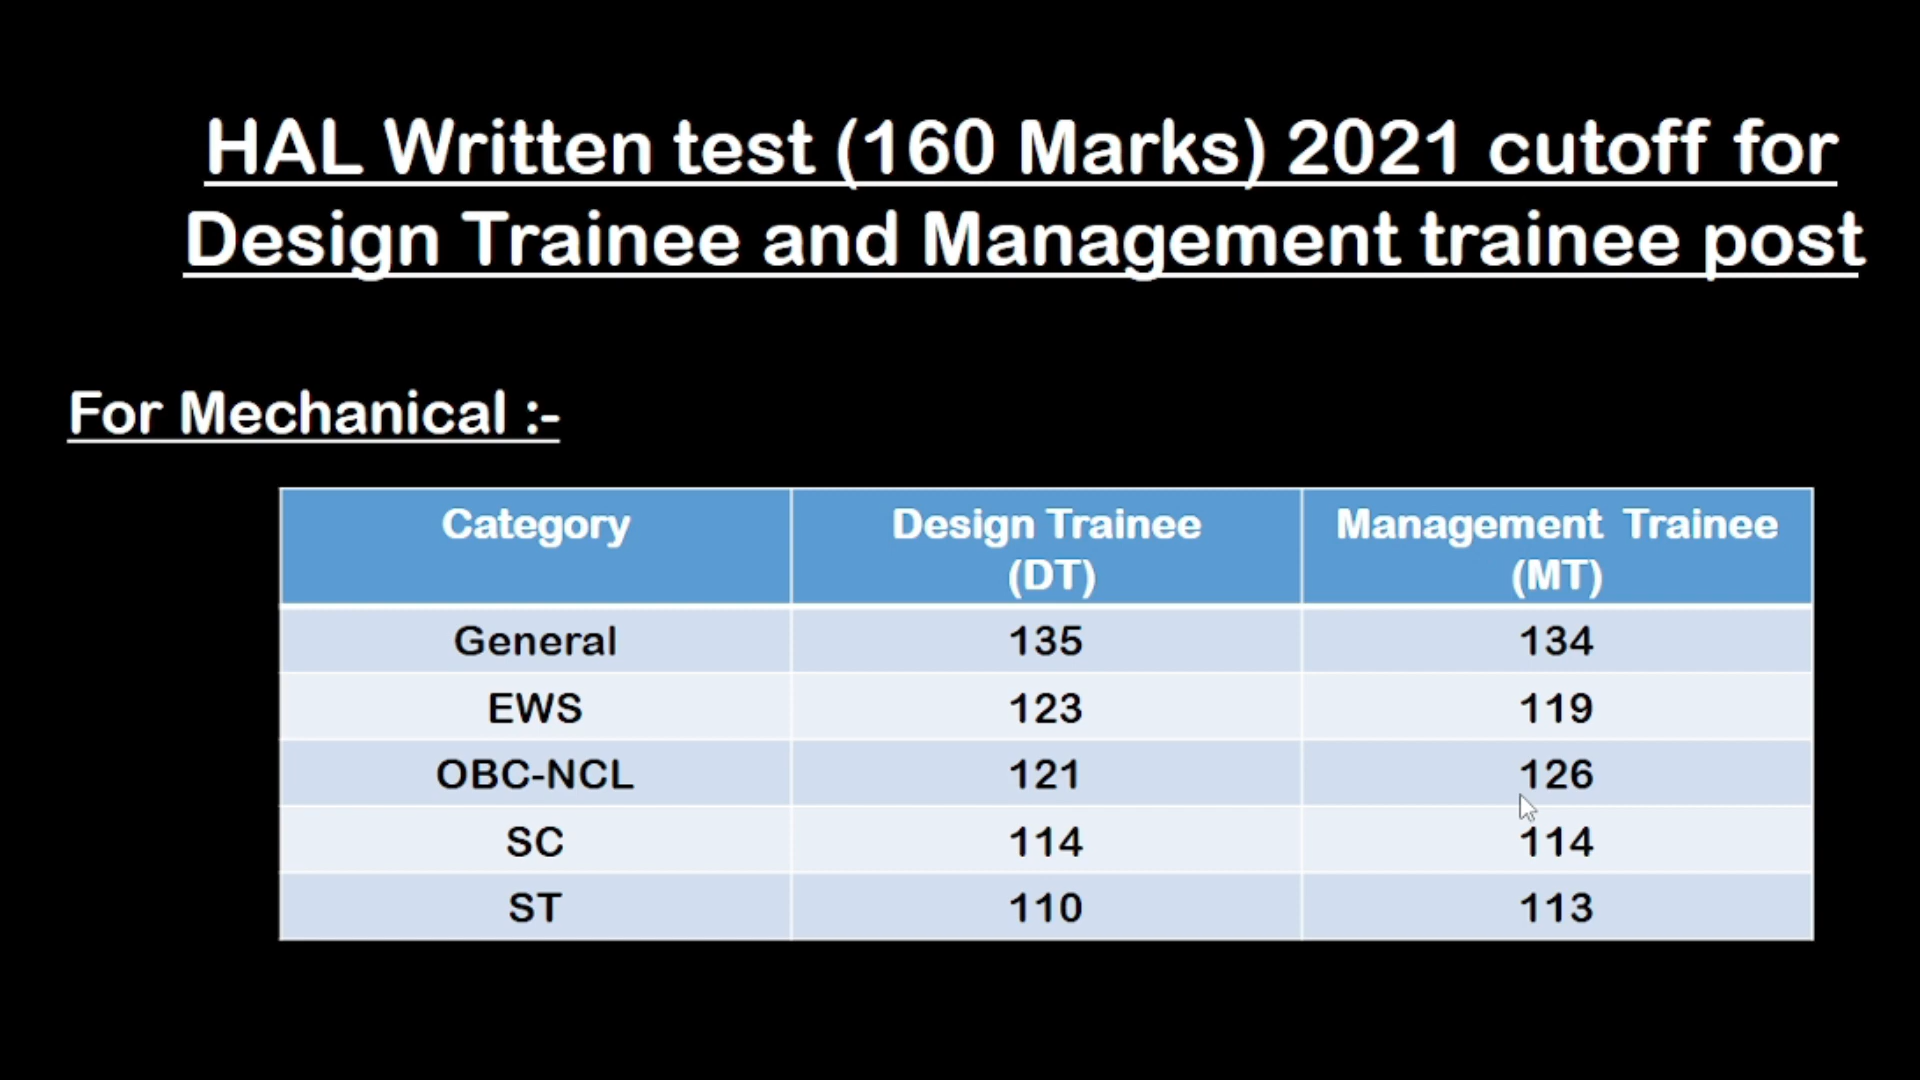 HAL Written test (160 Marks) 2021 cutoff for
Design Trainee and Management trainee post
For Mechanical :-
Category Design Trainee (DT) Management Trainee (MT)
General 135 134
EWS 123 119
OBC-NCL 121 126
SC 114 114
ST 110 113